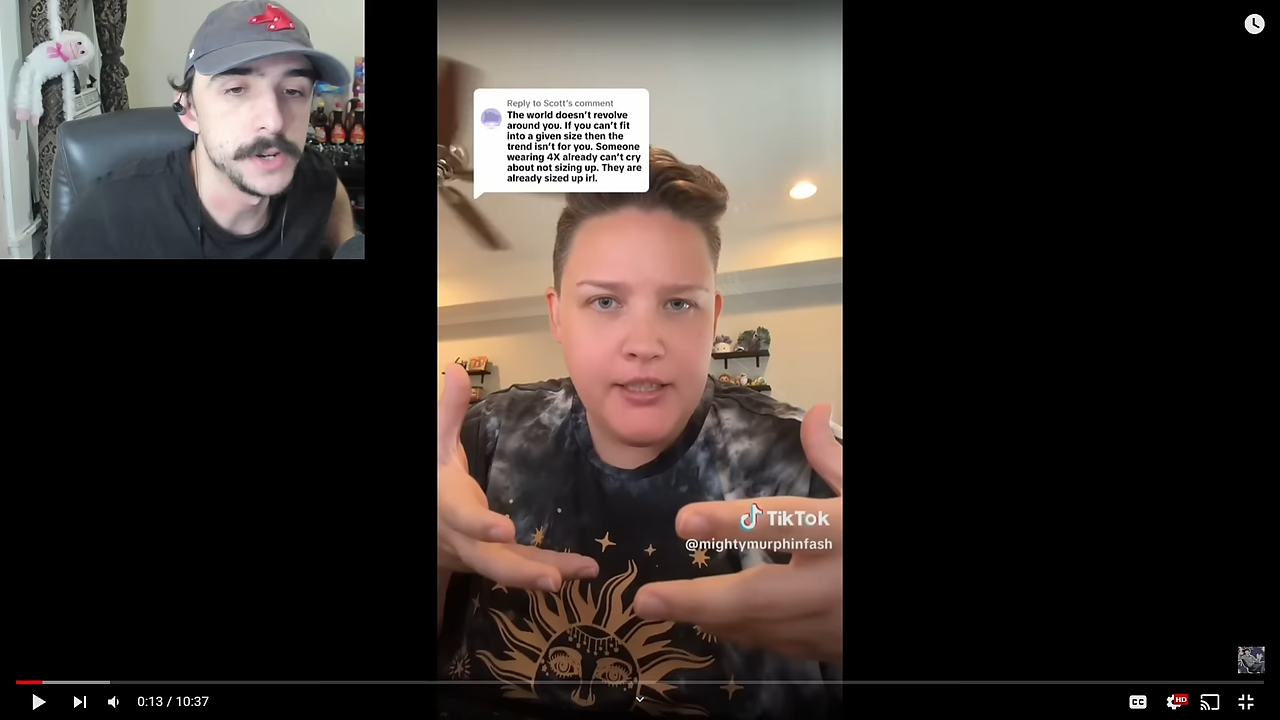 Reply to Scott's comment
The world doesn't revolve
around you. If you can't fit
into a given size then the
trend isn't for you. Someone
wearing 4X already can't cry
about not sizing up. They are
already sized up irl.
TikTok
@mightymurphinfash
0:13 / 10:37
CC
HD